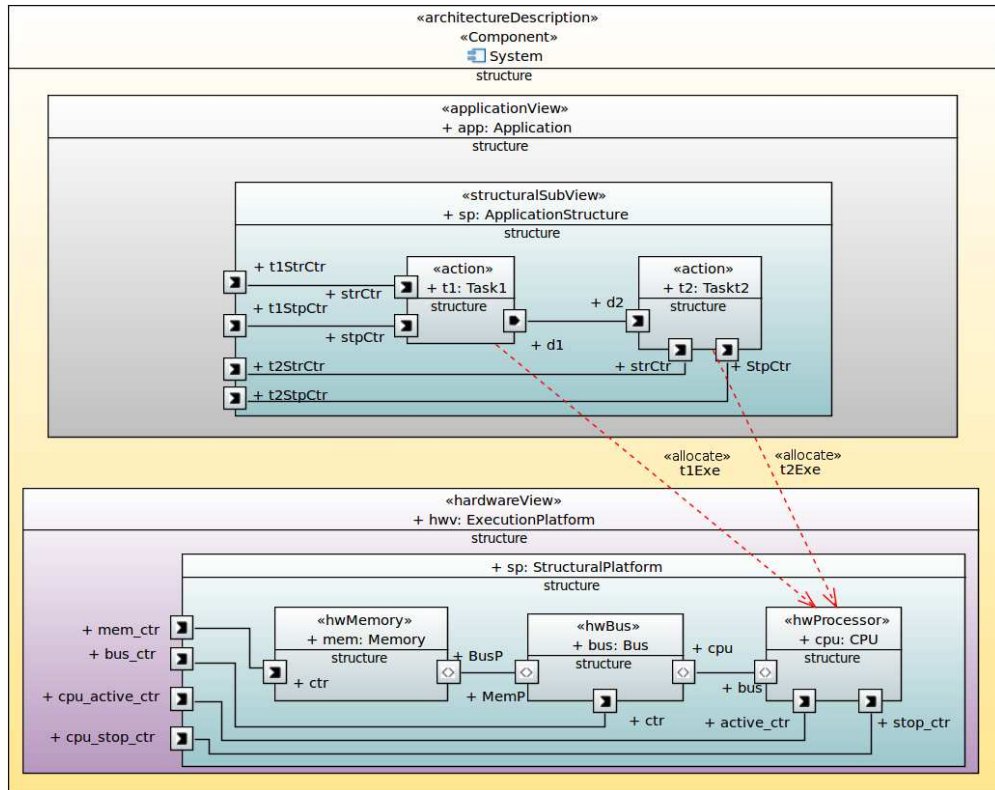 «architectureDescription»
«Component»
System
structure
«applicationView»
+ app: Application
structure
«structuralSubView»
+ sp: ApplicationStructure
structure
+ t1StrCtr
+ strCtr
«action»
+ t1: Task1
structure
«action»
+ t2: Taskt2
structure
+ t1StpCtr
+ stpCtr
+ d2
+ d1
+ t2StrCtr
+ strCtr
+ StpCtr
+ t2StpCtr
«allocate»
t1Exe
«allocate»
t2Exe
«hardwareView»
+ hwv: ExecutionPlatform
structure
+ sp: StructuralPlatform
structure
«hwMemory»
+ mem: Memory
structure
«hwBus»
+ bus: Bus
structure
«hwProcessor»
+ cpu: CPU
structure
+ mem_ctr
+ bus_ctr
+ cpu_active_ctr
+ cpu_stop_ctr
+ ctr
+ BusP
+ MemP
+ cpu
+ bus
+ ctr
+ active_ctr
+ stop_ctr